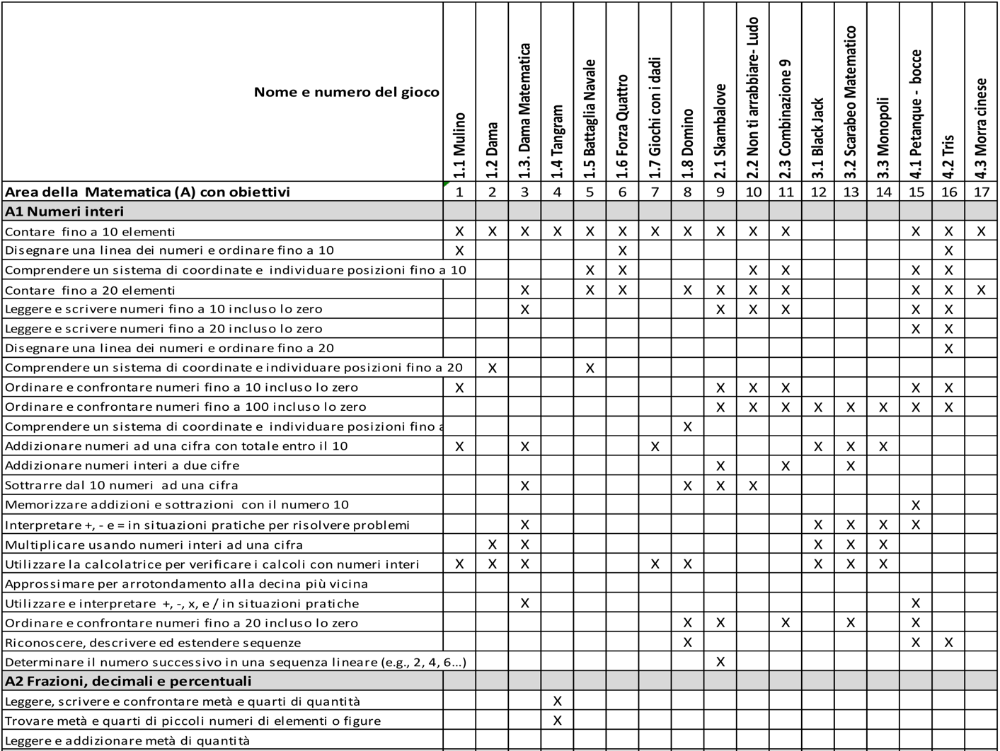 Nome e numero del gioco
1.1 Mulino
1.2 Dama
1.3. Dama Matematica
1.4 Tangram
1.5 Battaglia Navale
1.6 Forza Quattro
1.7 Giochi con i dadi
1.8 Domino
2.1 Skambalove
2.2 Non ti arrabbiare- Ludo
2.3 Combinazione 9
3.1 Black Jack
3.2 Scarabeo Matematico
3.3 Monopoli
4.1 Petanque - bocce
4.2 Tris
4.3 Morra cinese
Area della Matematica (A) con obiettivi 1 2 3 4 5 6 7 8 9 10 11 12 13 14 15 16 17
A1 Numeri interi
Contare fino a 10 elementi X X X X X X X X X X X X X X
Disegnare una linea dei numeri e ordinare fino a 10 X X X
Comprendere un sistema di coordinate e individuare posizioni fino a 10 X X X X X X
Contare fino a 20 elementi X X X X X X X X X X
Leggere e scrivere numeri fino a 10 incluso lo zero X X X X X X
Leggere e scrivere numeri fino a 20 incluso lo zero X X
Disegnare una linea dei numeri e ordinare fino a 20 X
Comprendere un sistema di coordinate e individuare posizioni fino a 20 X X
Ordinare e confrontare numeri fino a 10 incluso lo zero X X X X X X
Ordinare e confrontare numeri fino a 100 incluso lo zero X X X X X X X X
Comprendere un sistema di coordinate e individuare posizioni fino a X
Addizionare numeri ad una cifra con totale entro il 10 X X X X X X
Addizionare numeri interi a due cifre X X X
Sottrarre dal 10 numeri ad una cifra X X X X
Memorizzare addizioni e sottrazioni con il numero 10 X
Interpretare +, - e = in situazioni pratiche per risolvere problemi X X X X X
Multiplicare usando numeri interi ad una cifra X X X X X
Utilizzare la calcolatrice per verificare i calcoli con numeri interi X X X X X X X X
Approssimare per arrotondamento alla decina più vicina
Utilizzare e interpretare +, -, x, e / in situazioni pratiche X X
Ordinare e confrontare numeri fino a 20 incluso lo zero X X X X X
Riconoscere, descrivere ed estendere sequenze X X X
Determinare il numero successivo in una sequenza lineare (e.g., 2, 4, 6...) X
A2 Frazioni, decimali e percentuali
Leggere, scrivere e confrontare metà e quarti di quantità X
Trovare metà e quarti di piccoli numeri di elementi o figure X
Leggere e addizionare metà di quantità